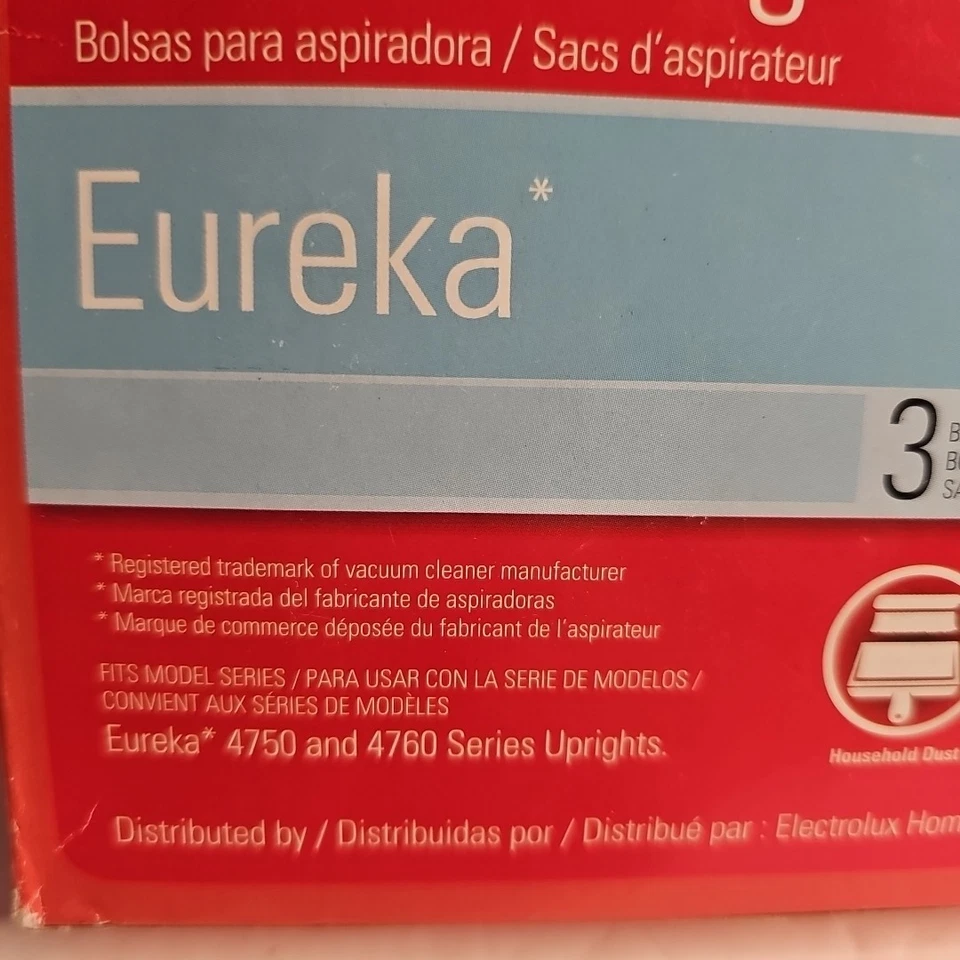 Bolsas para aspiradora / Sacs d'aspirateur
Eureka*
3
* Registered trademark of vacuum cleaner manufacturer
* Marca registrada del fabricante de aspiradoras
* Marque de commerce déposée du fabricant de l'aspirateur
FITS MODEL SERIES / PARA USAR CON LA SERIE DE MODELOS /
CONVIENT AUX SÉRIES DE MODÈLES
Eureka* 4750 and 4760 Series Uprights.
Household Dust
Distributed by / Distribuidas por / Distribué par : Electrolux